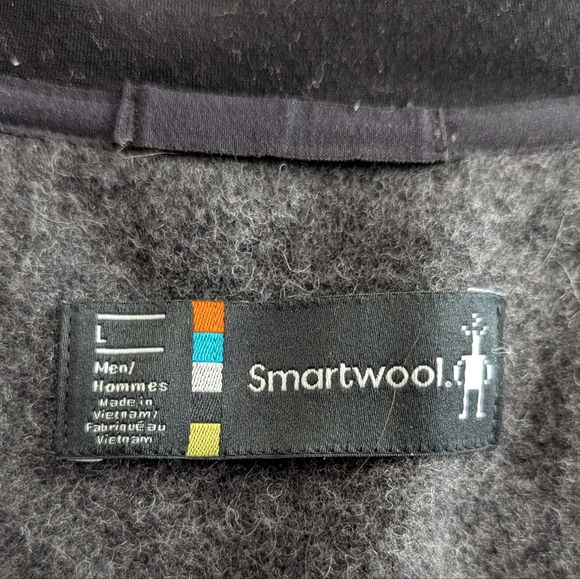 L
Men/
Hommes
Made in
Vietnam/
Fabriqué au
Vietnam
Smartwool.